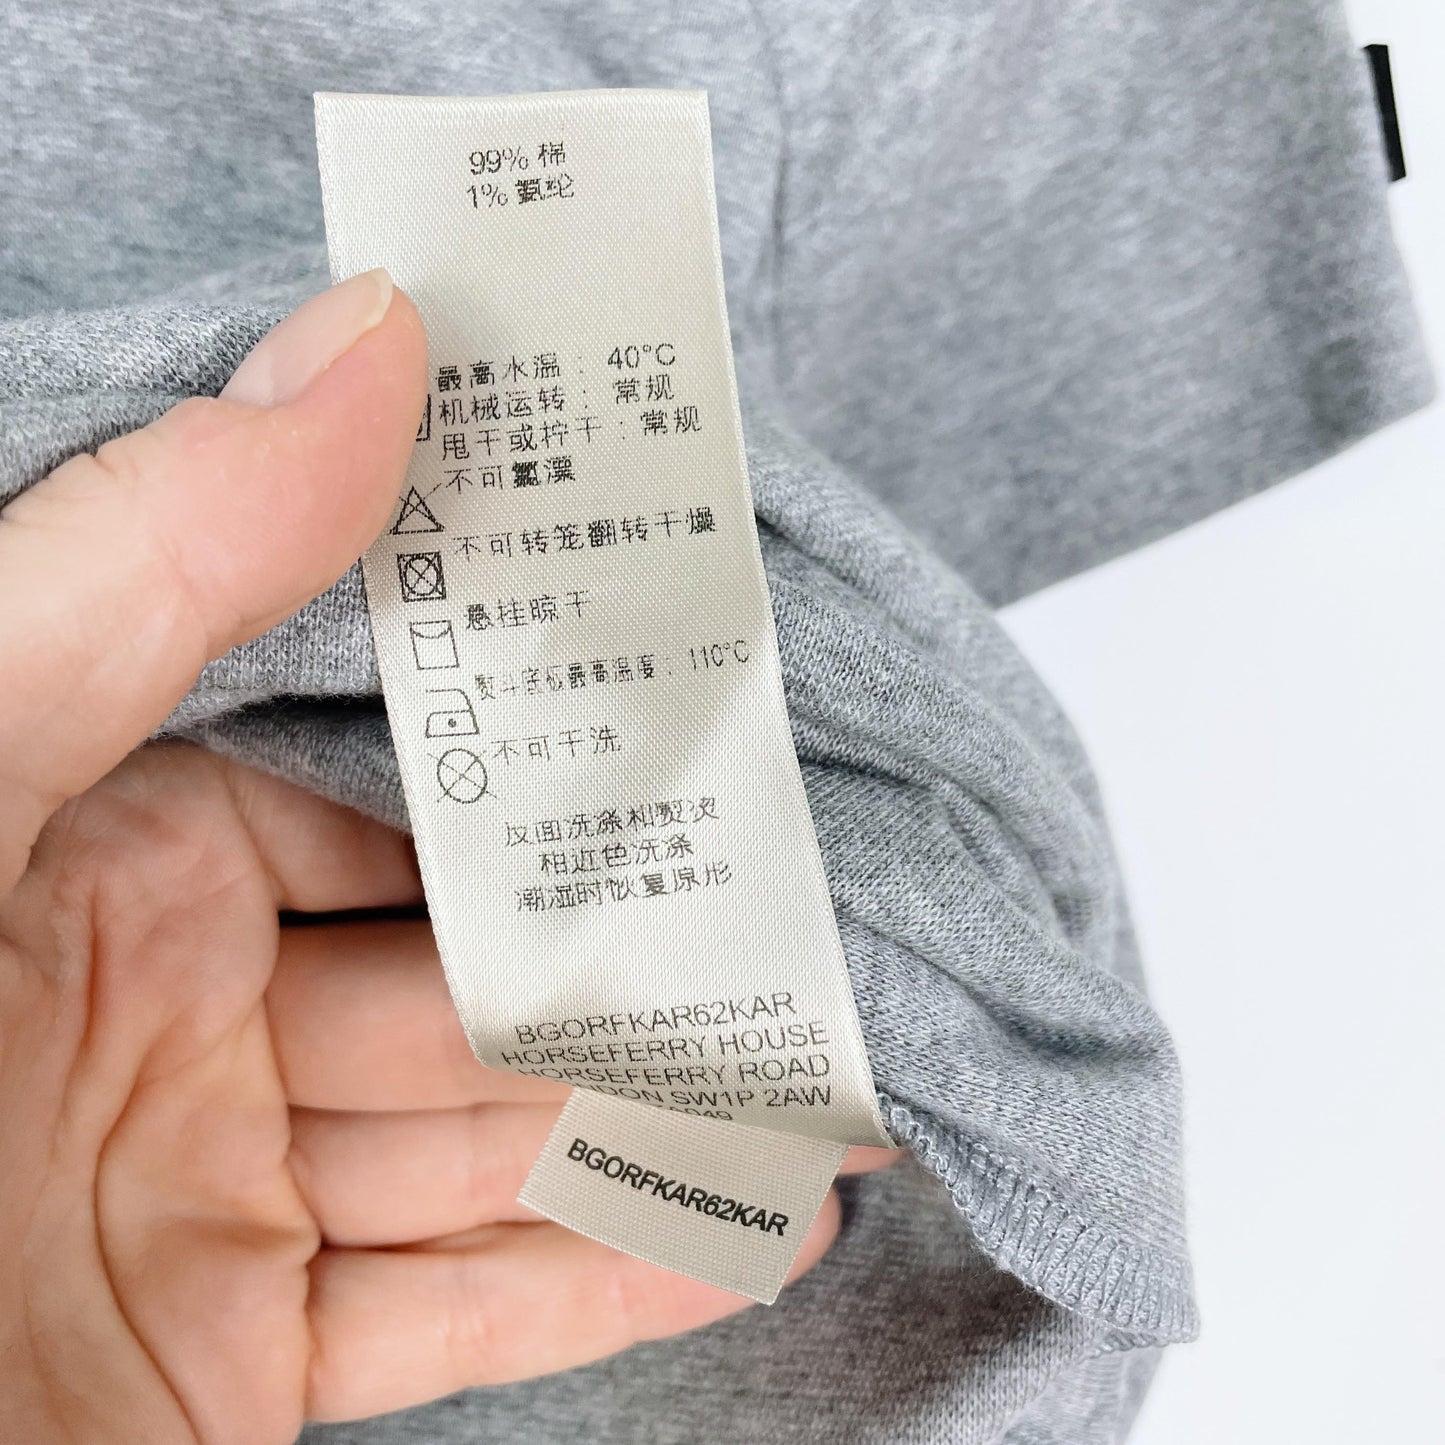 99% 棉
1% 氨纶
最高水温 : 40°C
机械运转 : 常规
甩干或拧干 : 常规
不可氯漂
不可转笼翻转干燥
悬挂晾干
熨斗底板最高温度 : 110°C
不可干洗
反面洗涤和熨烫
相近色洗涤
潮湿时恢复原形
BGORFKAR62KAR
HORSEFERRY HOUSE
HORSEFERRY ROAD
SW1P 2AW
BGORFKAR62KAR